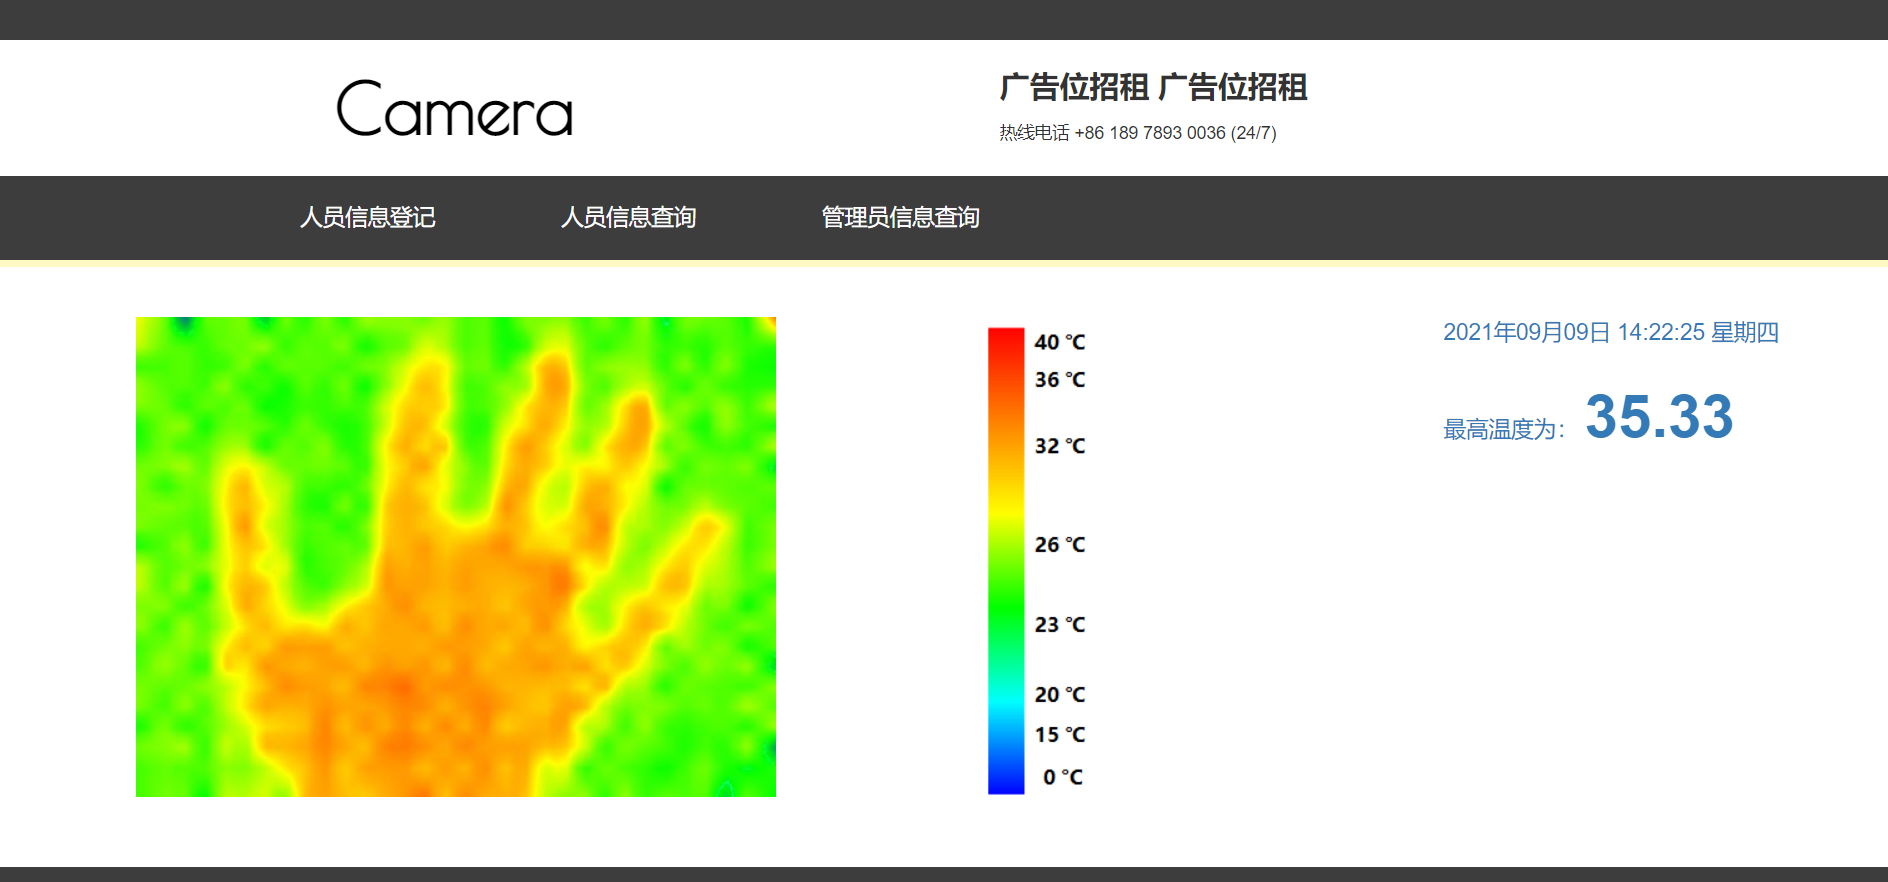 Camera
广告位招租 广告位招租
热线电话 +86 189 7893 0036 (24/7)
人员信息登记
人员信息查询
管理员信息查询
40 ℃
36 ℃
32 ℃
26 ℃
23 ℃
20 ℃
15 ℃
0 ℃
2021年09月09日 14:22:25 星期四
最高温度为： 35.33